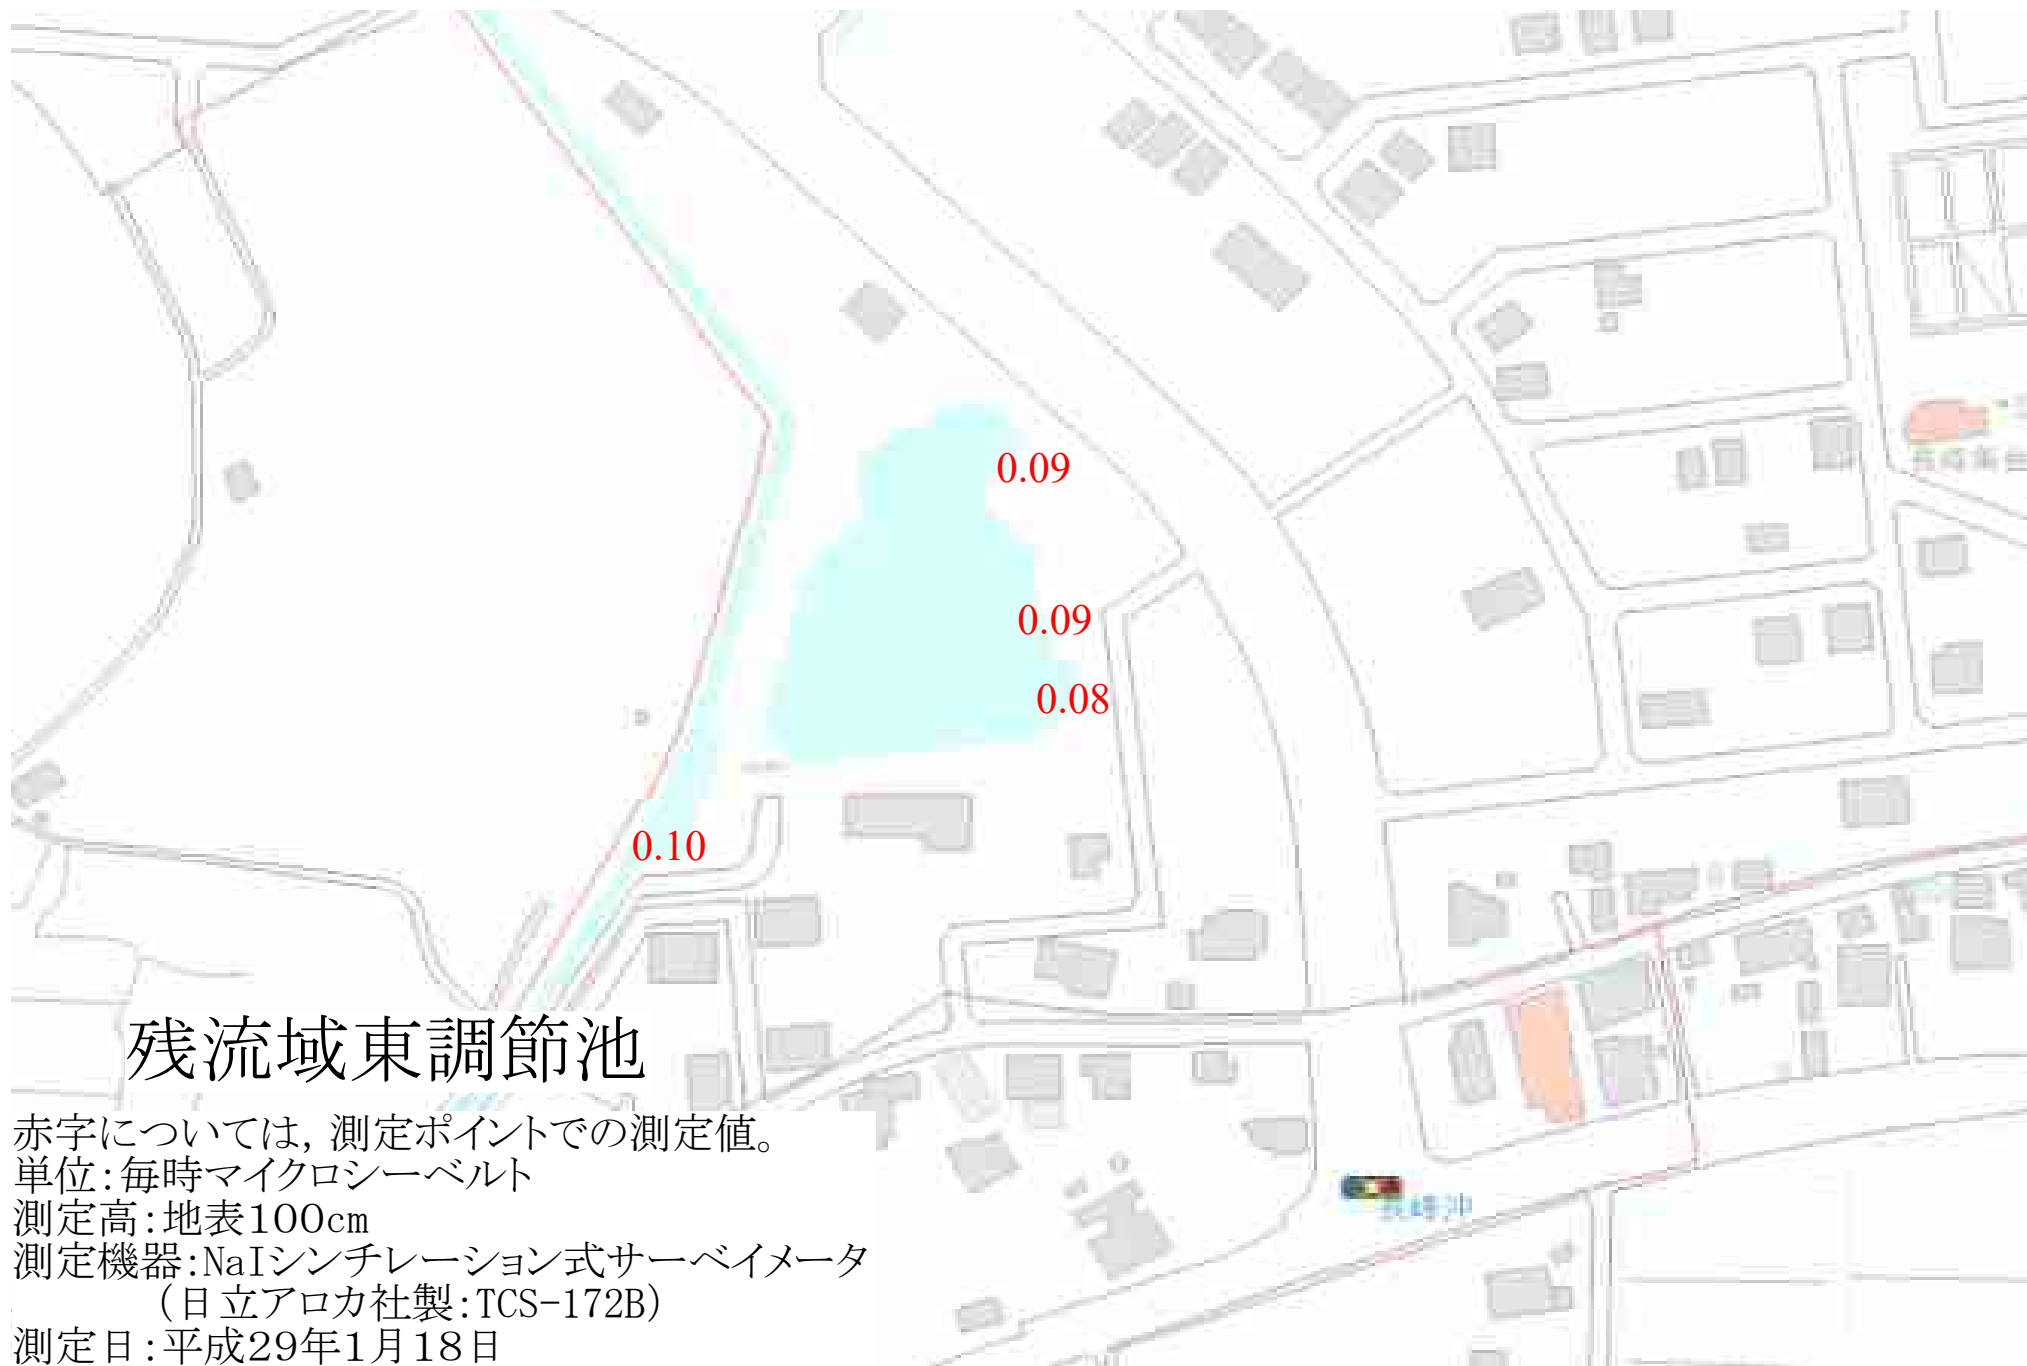 0.09
0.09
0.08
0.10
残流域東調節池
赤字については，測定ポイントでの測定値。
単位：毎時マイクロシーベルト
測定高：地表１００cm
測定機器：NaIシンチレーション式サーベイメータ
（日立アロカ社製：TCS-172B）
測定日：平成２９年１月１８日